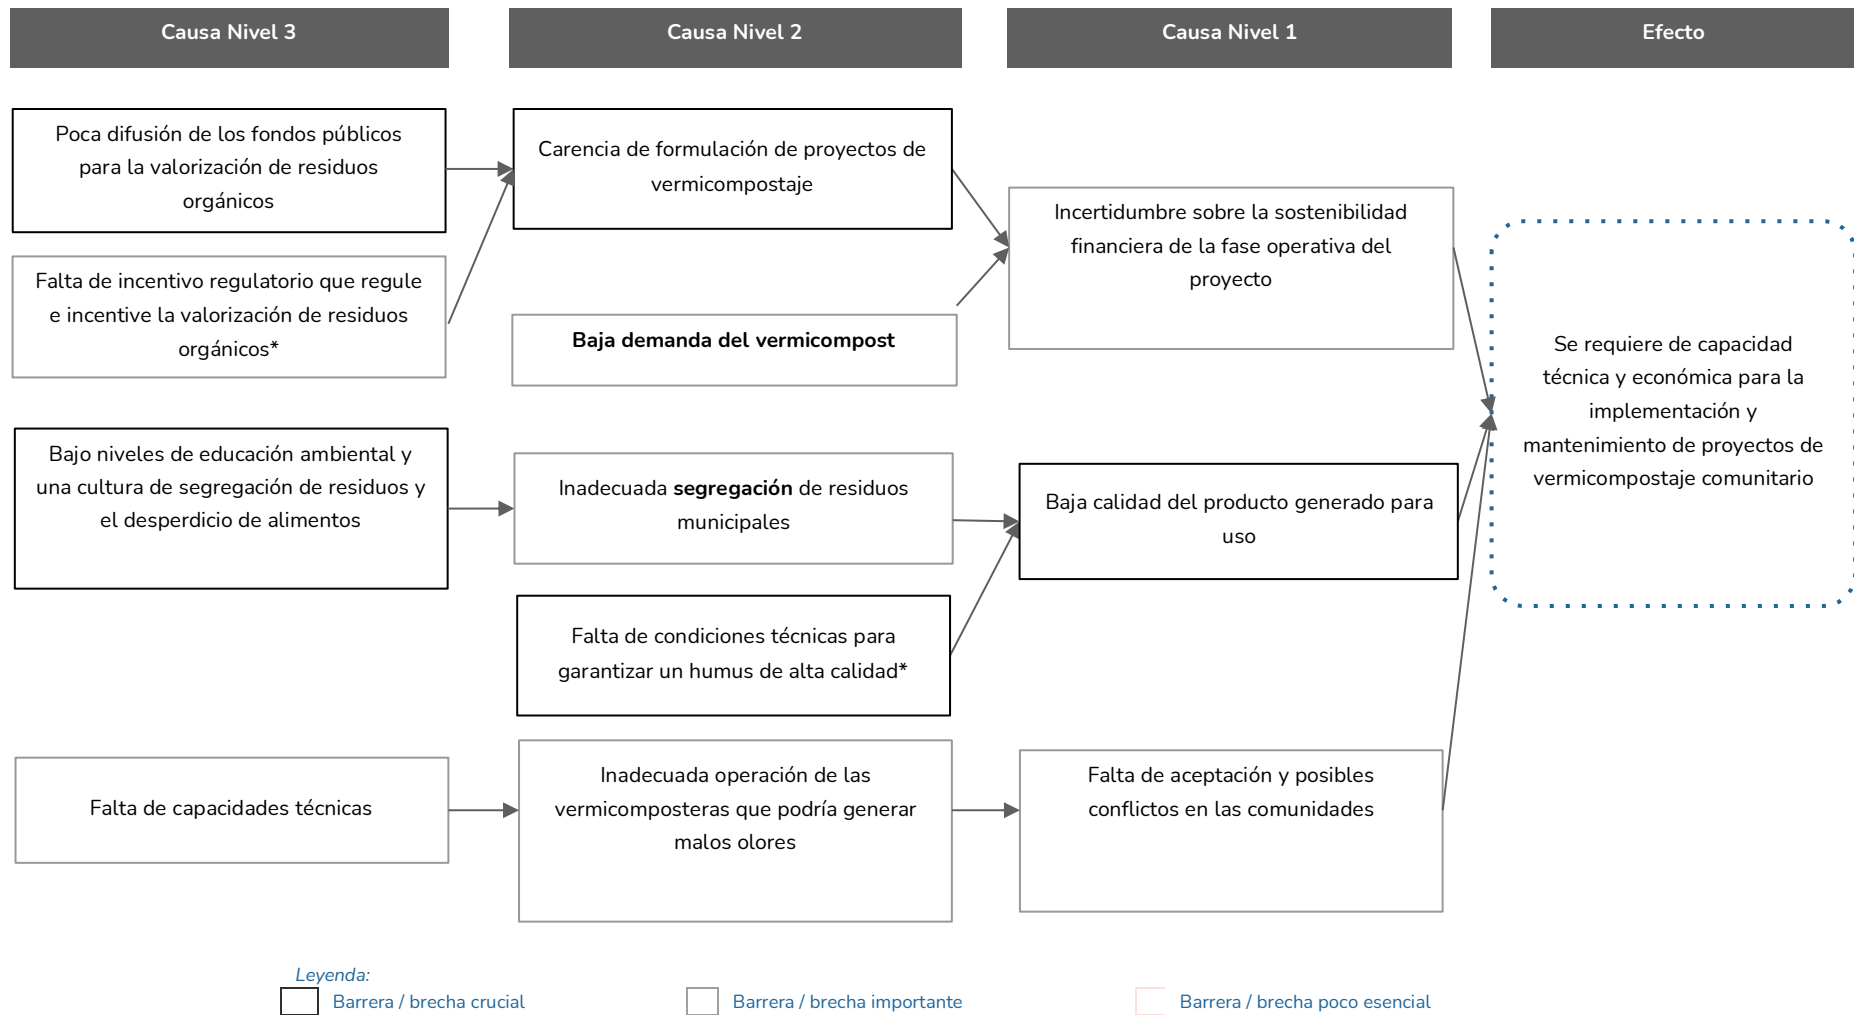 Causa Nivel 3
Causa Nivel 2
Causa Nivel 1
Efecto
Poca difusión de los fondos públicos
para la valorización de residuos
orgánicos
Falta de incentivo regulatorio que regule
e incentive la valorización de residuos
orgánicos*
Bajo niveles de educación ambiental y
una cultura de segregación de residuos y
el desperdicio de alimentos
Falta de capacidades técnicas
Carencia de formulación de proyectos de
vermicompostaje
Baja demanda del vermicompost
Inadecuada segregación de residuos
municipales
Falta de condiciones técnicas para
garantizar un humus de alta calidad*
Inadecuada operación de las
vermicomposteras que podría generar
malos olores
Incertidumbre sobre la sostenibilidad
financiera de la fase operativa del
proyecto
Baja calidad del producto generado para
uso
Falta de aceptación y posibles
conflictos en las comunidades
Se requiere de capacidad
técnica y económica para la
implementación y
mantenimiento de proyectos de
vermicompostaje comunitario
Leyenda:
Barrera / brecha crucial
Barrera / brecha importante
Barrera / brecha poco esencial